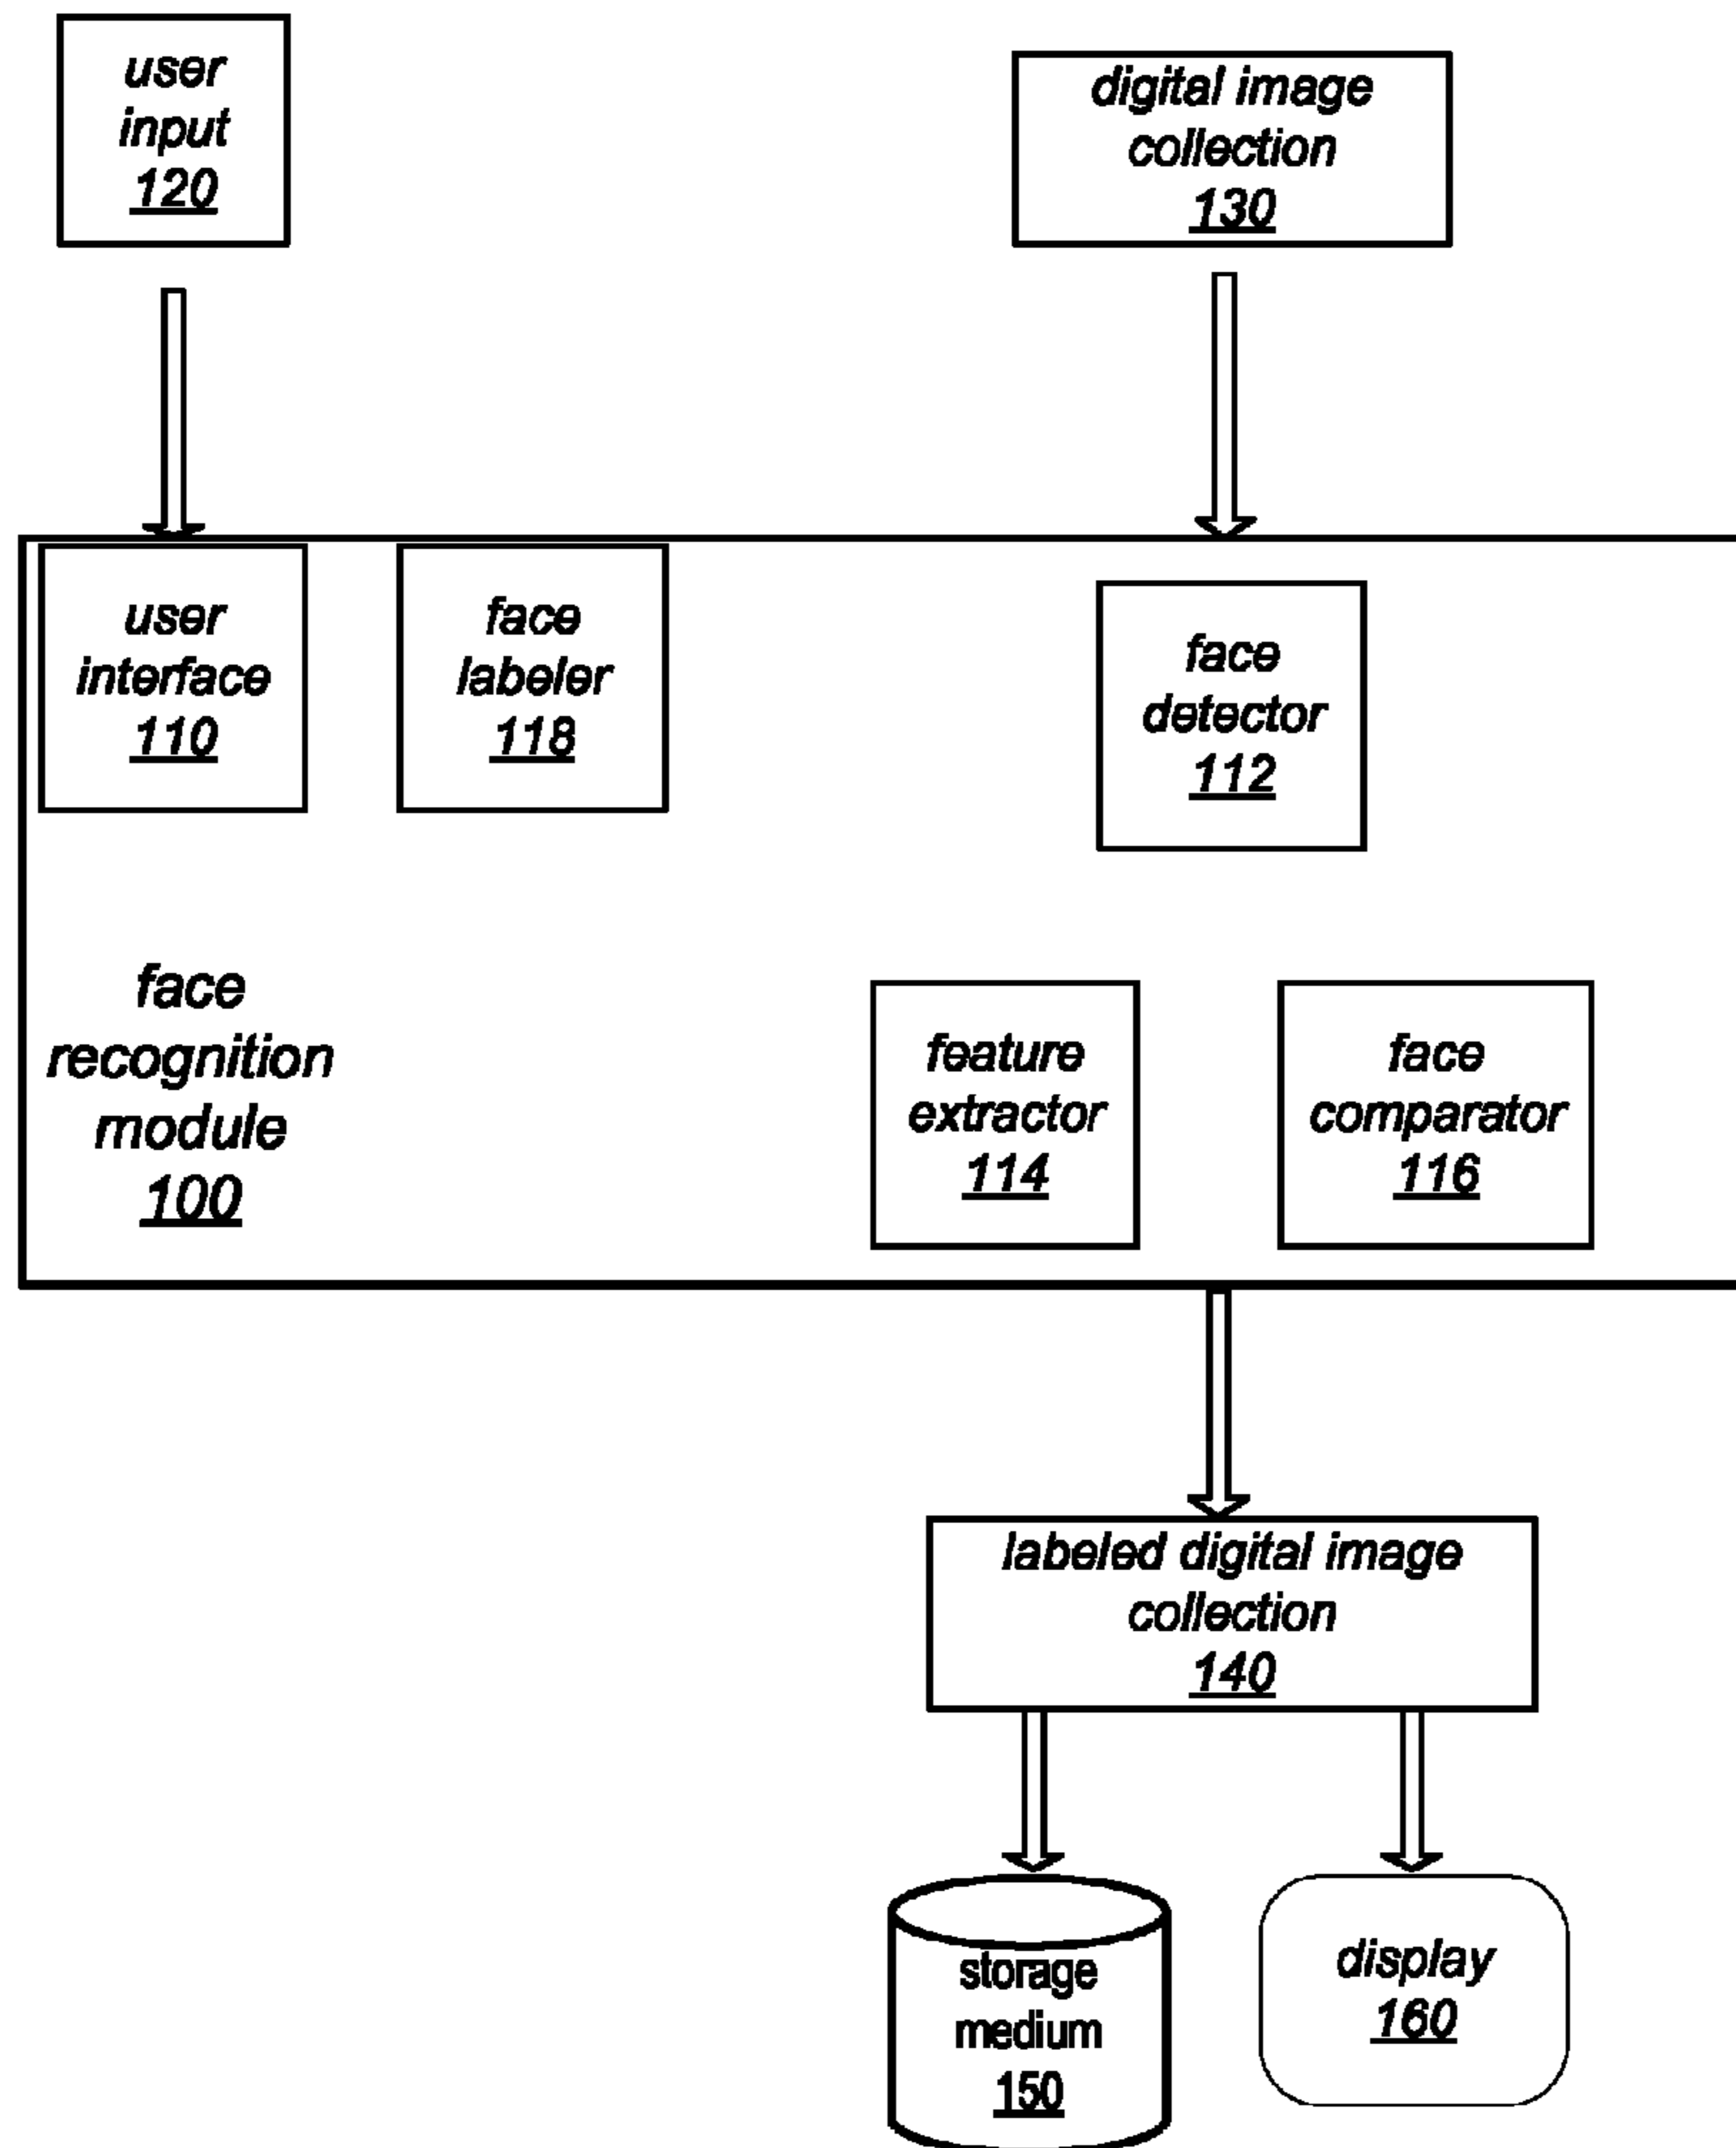 user
input
120
digital image
collection
130
user
interface
110
face
labeler
118
face
detector
112
face
recognition
module
100
feature
extractor
114
face
comparator
116
labeled digital image
collection
140
storage
medium
150
display
160